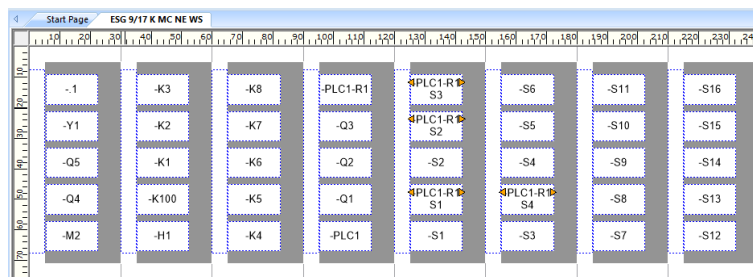 Start Page ESG 9/17 K MC NE WS
10 20 30 40 50 60 70 80 90 100 110 120 130 140 150 160 170 180 190 200 210 220 230 24
10
-.1 -K3 -K8 -PLC1-R1 PLC1-R1 -S6 -S11 -S16
S3
20
-Y1 -K2 -K7 -Q3 PLC1-R1 -S5 -S10 -S15
S2
30
-Q5 -K1 -K6 -Q2 -S2 -S4 -S9 -S14
40
-Q4 -K100 -K5 -Q1 PLC1-R1 PLC1-R1 -S8 -S13
S1 S4
50
-M2 -H1 -K4 -PLC1 -S1 -S3 -S7 -S12
60
70